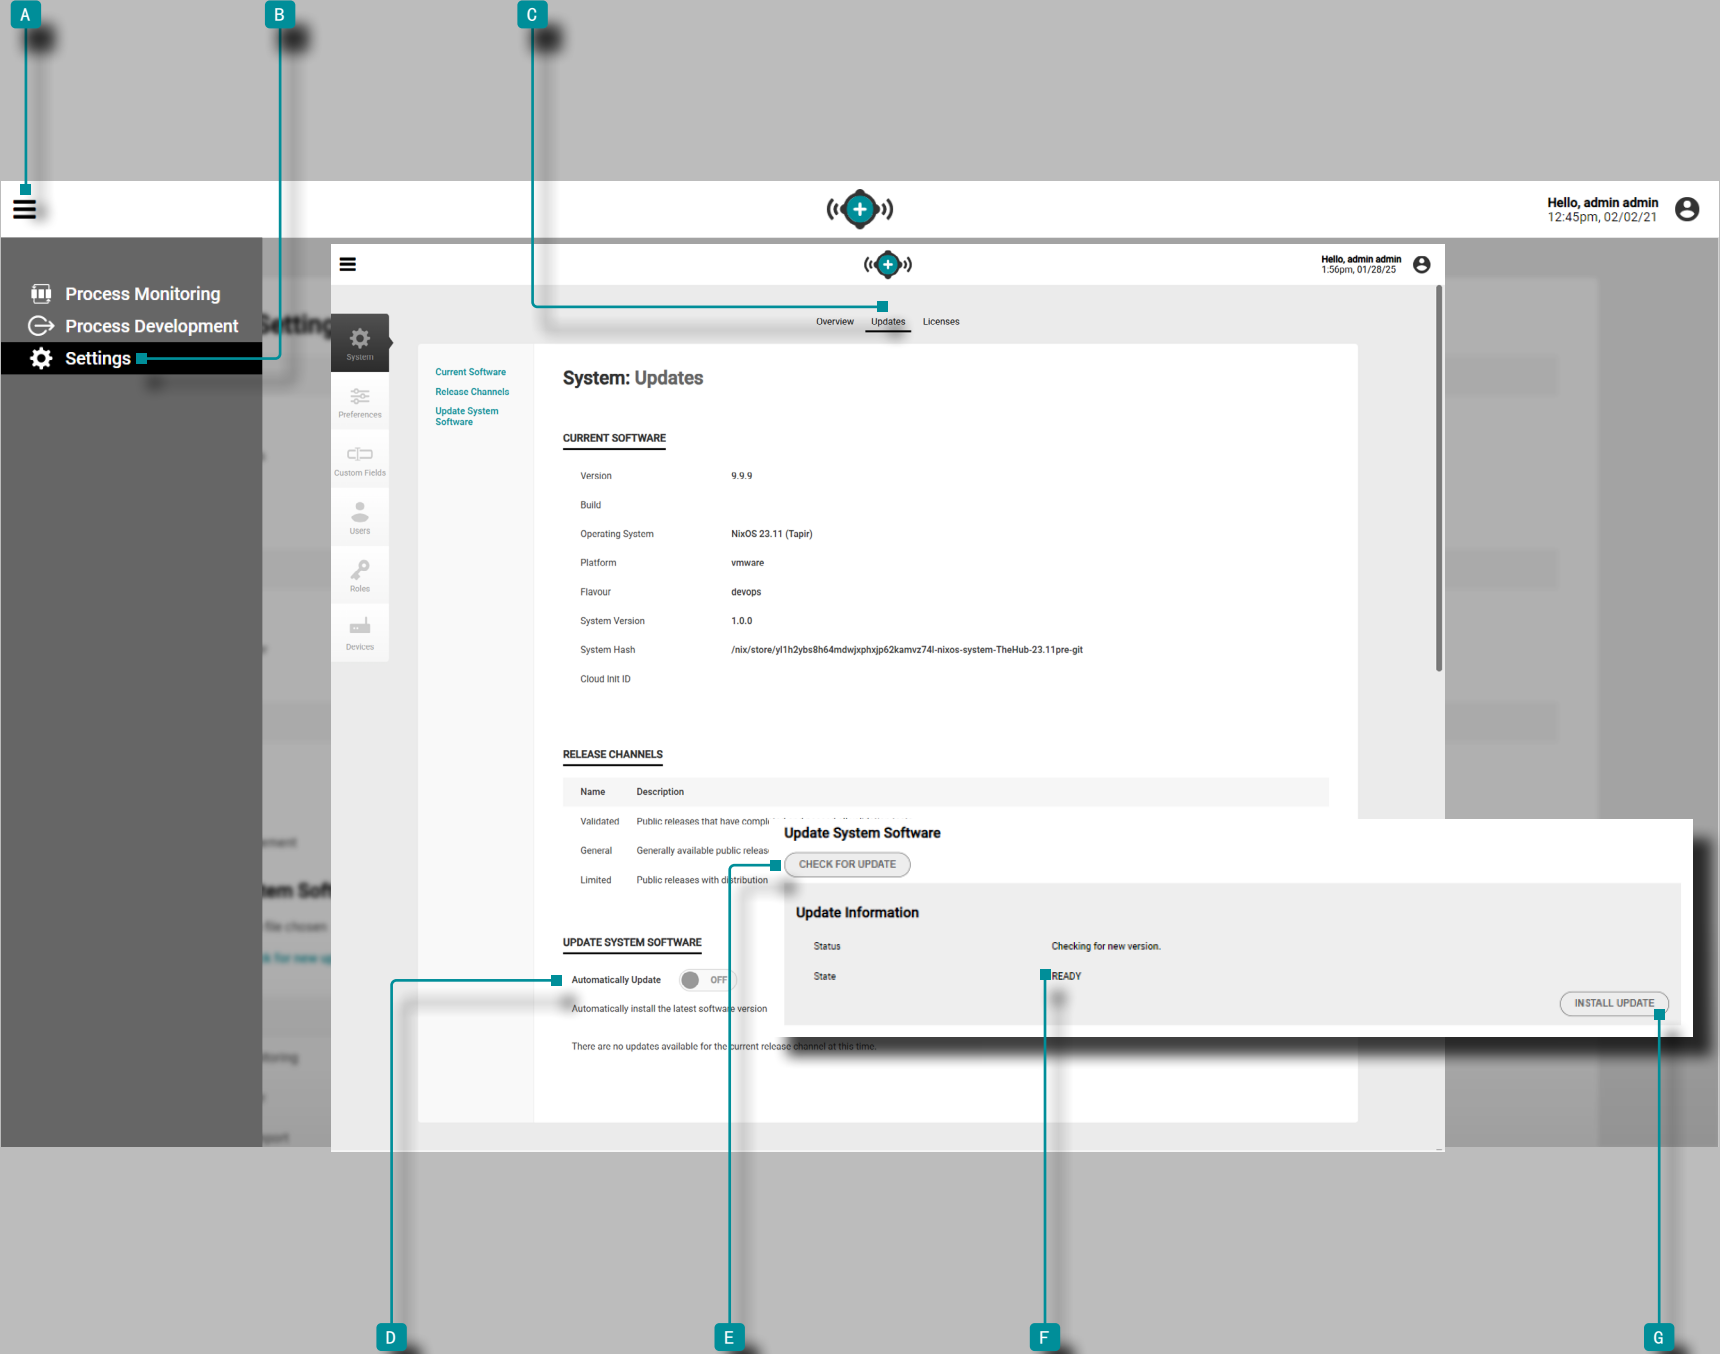 A
B
C
Hello, admin admin
12:45pm, 02/02/21
Process Monitoring
Process Development
Settings
Hello, admin admin
1:56pm, 01/28/25
Overview Updates Licenses
System
Preferences
Custom Fields
Users
Roles
Devices
Current Software
Release Channels
Update System
Software
System: Updates
CURRENT SOFTWARE
Version 9.9.9
Build
Operating System NixOS 23.11 (Tapir)
Platform vmware
Flavour devops
System Version 1.0.0
System Hash /nix/store/yl1h2ybs8h64mdwjxphxjp62kamvz74l-nixos-system-TheHub-23.11pre-git
Cloud Init ID
RELEASE CHANNELS
Name Description
Validated Public releases that have
General Generally available public
Limited Public releases with distribution
UPDATE SYSTEM SOFTWARE
Automatically Update OFF
Automatically install the latest software version
There are no updates available for the current release channel at this time.
Update System Software
CHECK FOR UPDATE
Update Information
Status Checking for new version.
State READY
INSTALL UPDATE
D
E
F
G